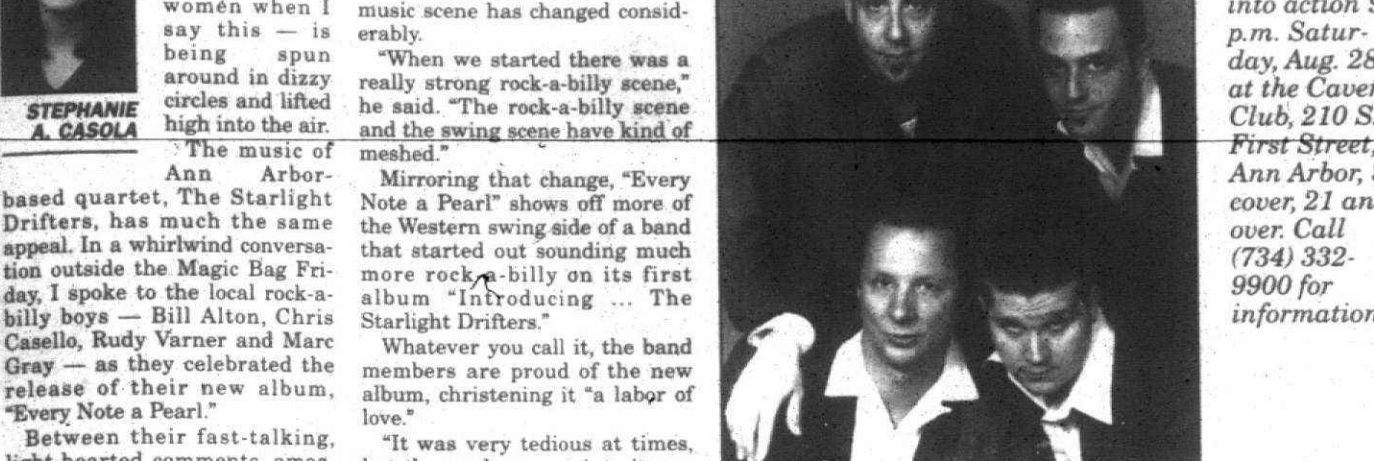 STEPHANIE
A. CASOLA
women when I
say this — is
being spun
around in dizzy
circles and lifted
high into the air.
The music of
Ann Arbor-
based quartet, The Starlight
Drifters, has much the same
appeal. In a whirlwind conversa-
tion outside the Magic Bag Fri-
day, I spoke to the local rock-a-
billy boys — Bill Alton, Chris
Casello, Rudy Varner and Marc
Gray — as they celebrated the
release of their new album,
"Every Note a Pearl."
Between their fast-talking,
light-hearted comments,
music scene has changed consid-
erably.
"When we started there was a
really strong rock-a-billy scene,"
he said. "The rock-a-billy scene
and the swing scene have kind of
meshed."
Mirroring that change, "Every
Note a Pearl" shows off more of
the Western swing side of a band
that started out sounding much
more rock-a-billy on its first
album "Introducing ... The
Starlight Drifters."
Whatever you call it, the band
members are proud of the new
album, christening it "a labor of
love."
"It was very tedious at times,
into action
p.m. Satur-
day, Aug. 28
at the Caver
Club, 210 S.
First Street,
Ann Arbor,
cover, 21 an
over. Call
(734) 332-
9900 for
information